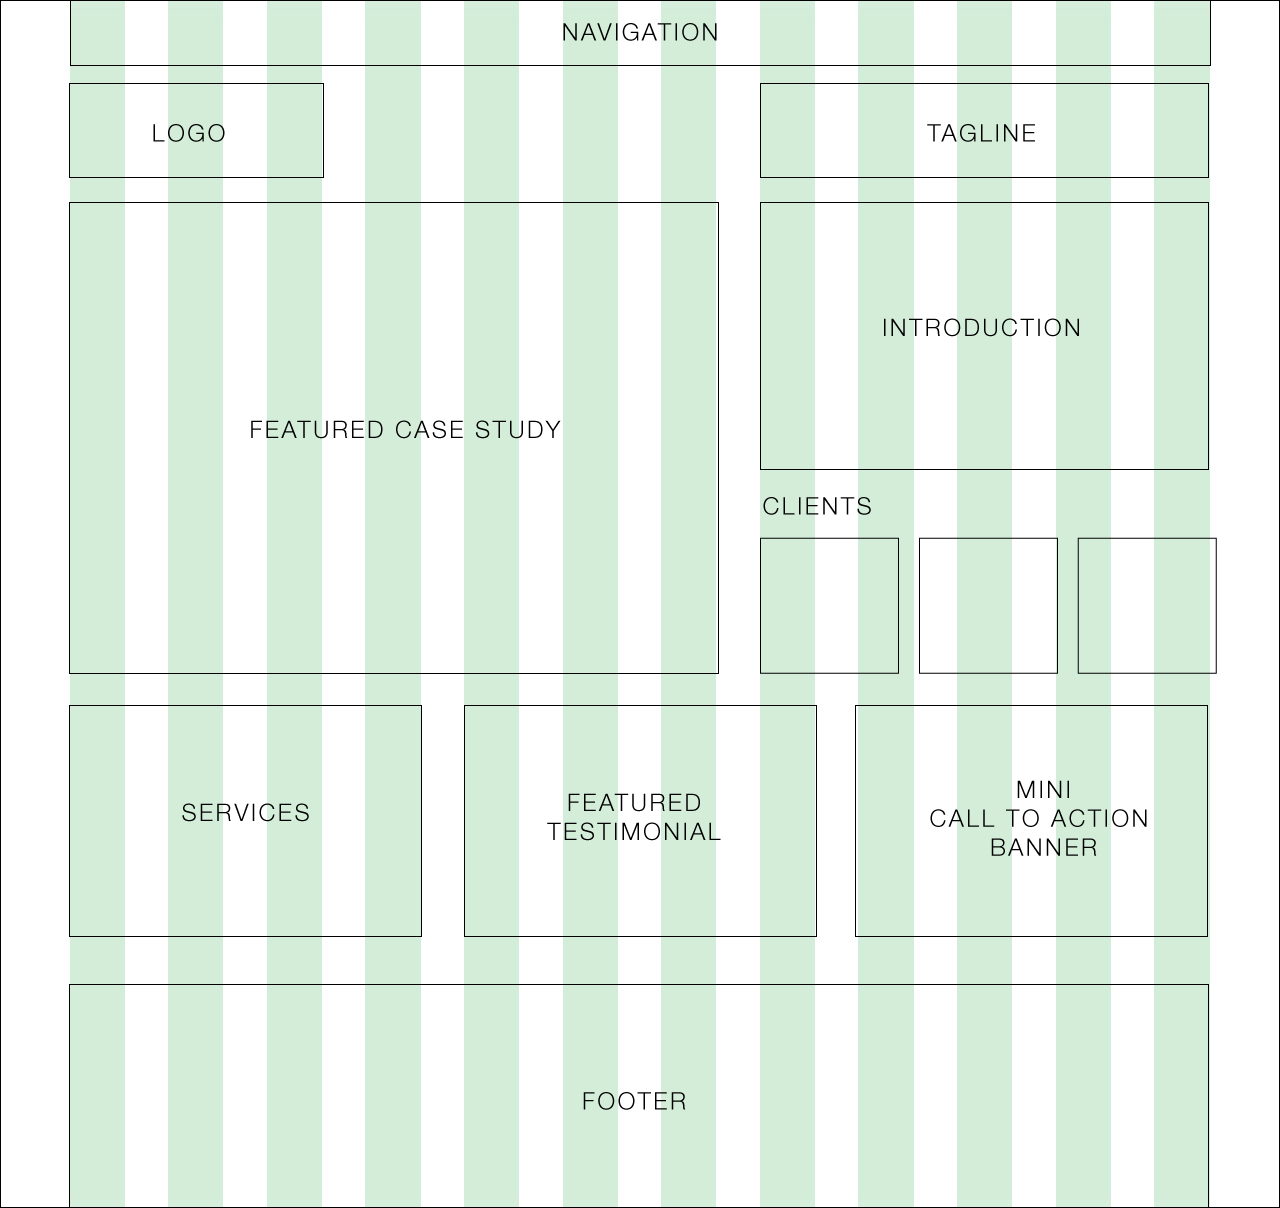 NAVIGATION
LOGO
TAGLINE
INTRODUCTION
FEATURED CASE STUDY
CLIENTS
SERVICES
FEATURED
TESTIMONIAL
MINI
CALL TO ACTION
BANNER
FOOTER